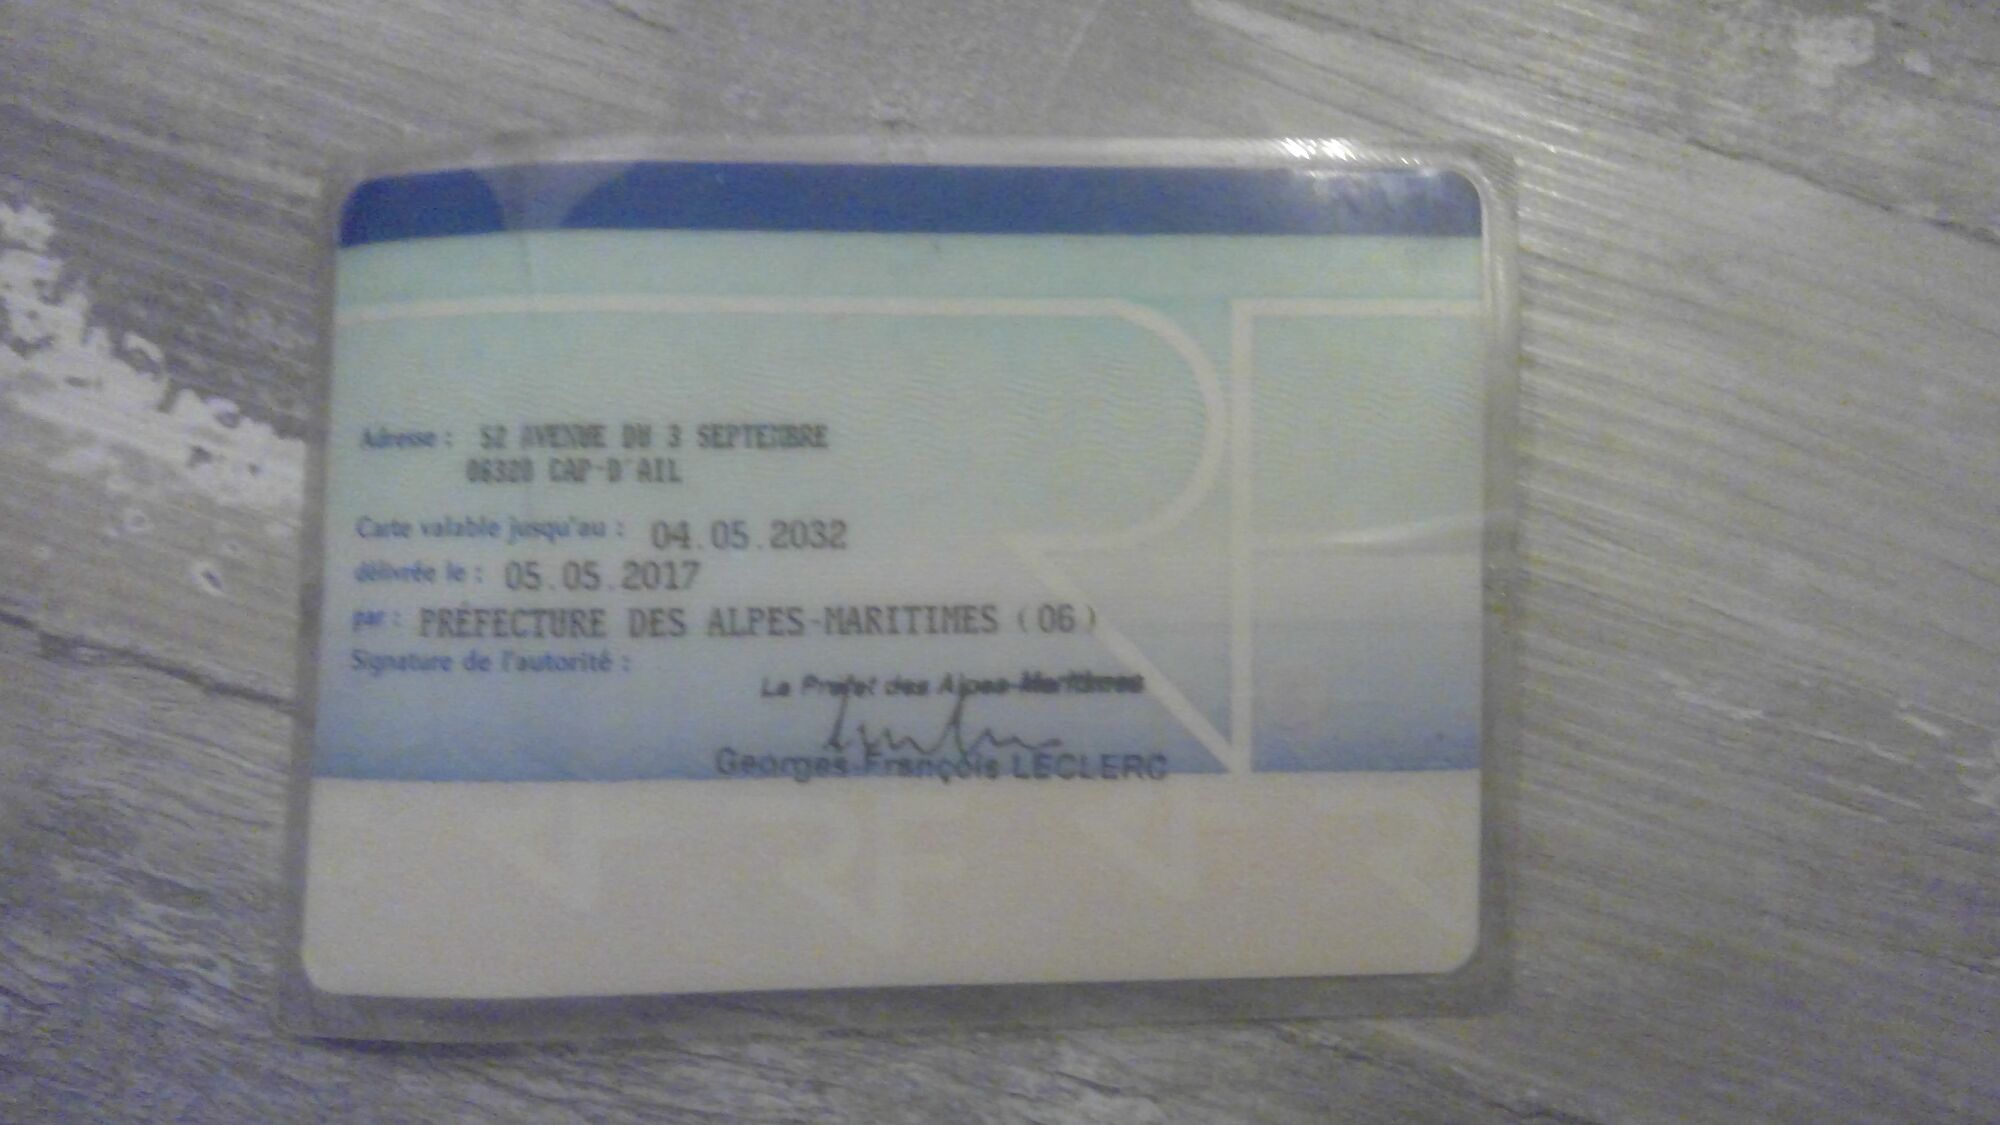 Adresse : 52 AVENUE DU 3 SEPTEMBRE
06320 CAP-D'AIL
Carte valable jusqu'au : 04.05.2032
délivrée le : 05.05.2017
par : PRÉFECTURE DES ALPES-MARITIMES (06)
Signature de l'autorité :
Le Préfet des Alpes-Maritimes
Georges-François LECLERC